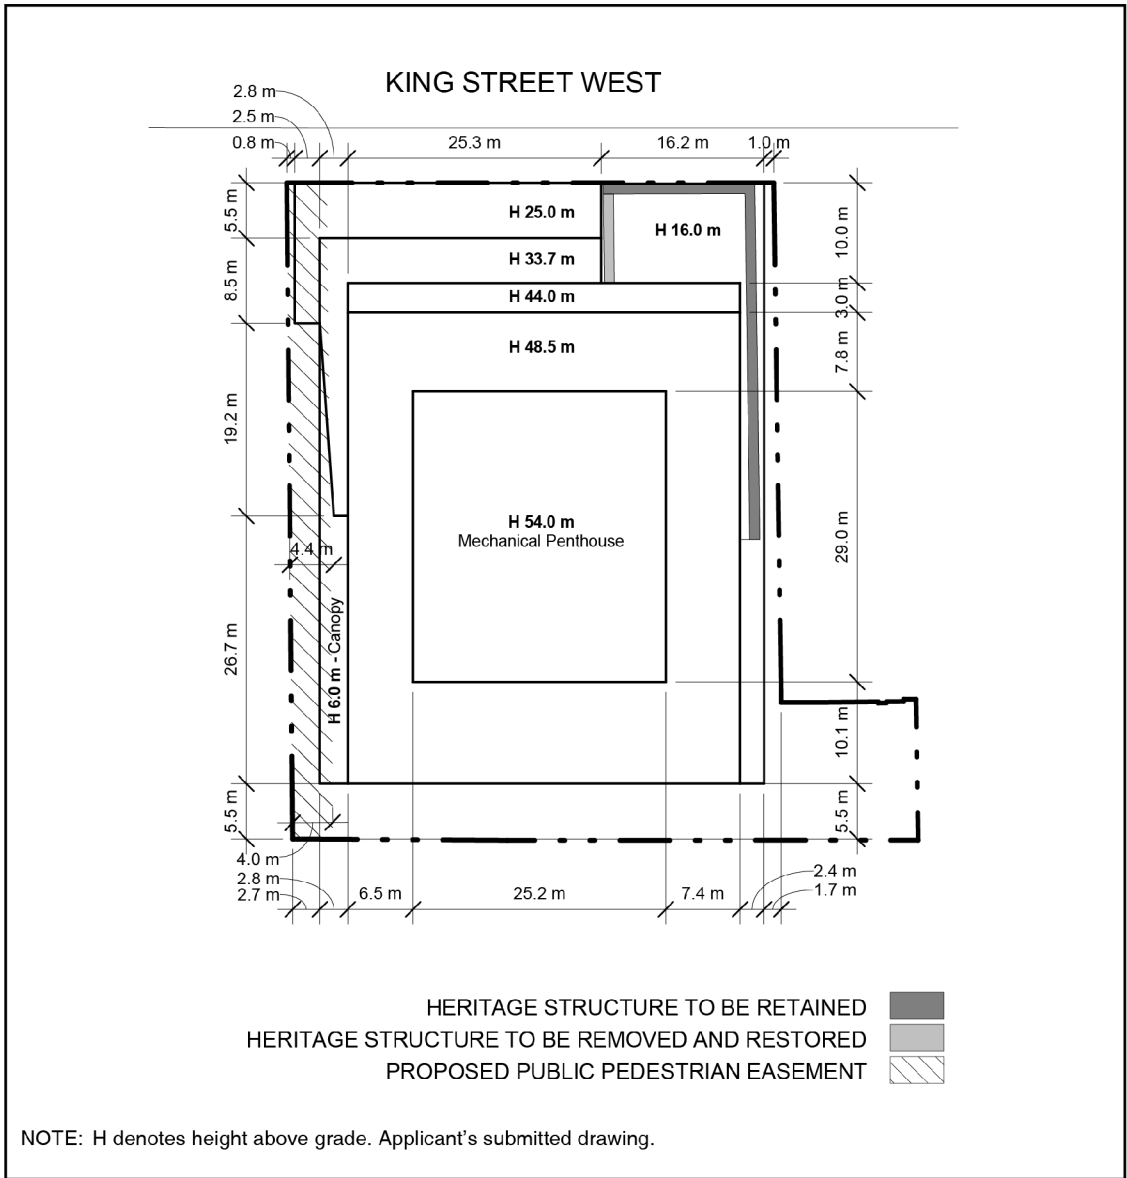 KING STREET WEST
2.8 m
2.5 m
0.8 m
25.3 m
16.2 m
1.0 m
5.5 m
8.5 m
19.2 m
26.7 m
5.5 m
H 25.0 m
H 16.0 m
H 33.7 m
H 44.0 m
H 48.5 m
10.0 m
3.0 m
7.8 m
29.0 m
10.1 m
5.5 m
H 54.0 m
Mechanical Penthouse
4.4 m
H 6.0 m - Canopy
4.0 m
2.8 m
2.7 m
6.5 m
25.2 m
7.4 m
2.4 m
1.7 m
HERITAGE STRUCTURE TO BE RETAINED
HERITAGE STRUCTURE TO BE REMOVED AND RESTORED
PROPOSED PUBLIC PEDESTRIAN EASEMENT
NOTE: H denotes height above grade. Applicant's submitted drawing.